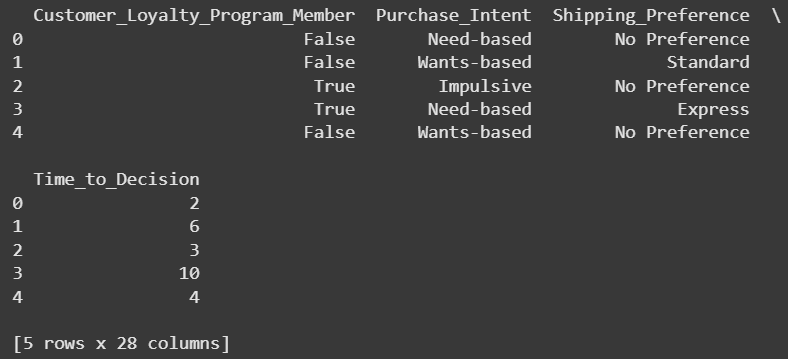 Customer_Loyalty_Program_Member  Purchase_Intent  Shipping_Preference  \
0                           False       Need-based        No Preference
1                           False      Wants-based             Standard
2                            True        Impulsive        No Preference
3                            True       Need-based              Express
4                           False      Wants-based        No Preference

  Time_to_Decision
0                2
1                6
2                3
3               10
4                4

[5 rows x 28 columns]